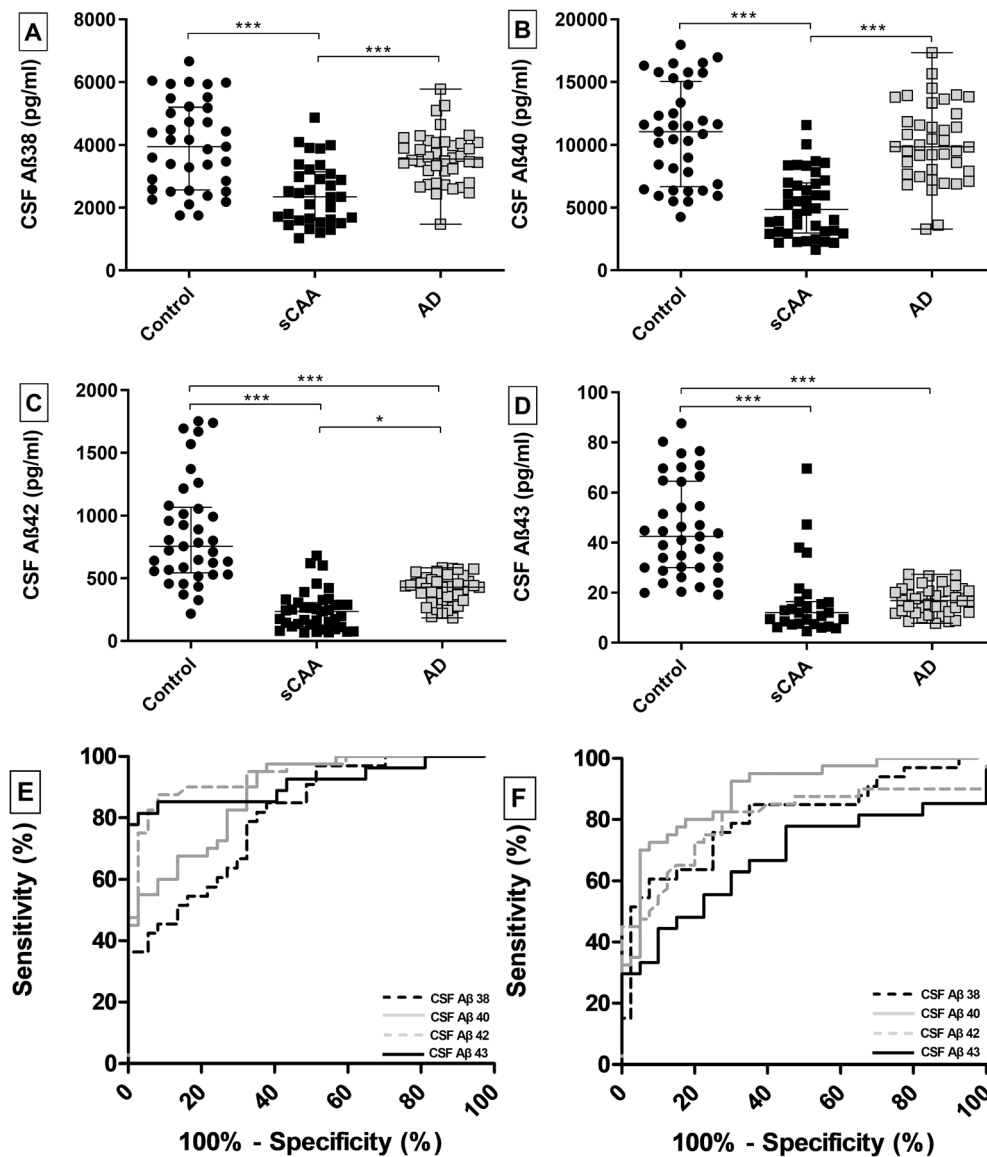 A
CSF Aß38 (pg/ml)
8000
6000
4000
2000
0
***
***
Control
sCAA
AD
B
CSF Aß40 (pg/ml)
20000
15000
10000
5000
0
***
***
Control
sCAA
AD
C
CSF Aß42 (pg/ml)
2000
1500
1000
500
0
***
***
*
Control
sCAA
AD
D
CSF Aß43 (pg/ml)
100
80
60
40
20
0
***
***
Control
sCAA
AD
E
Sensitivity (%)
100
80
60
40
20
0
CSF Aβ 38
CSF Aβ 40
CSF Aβ 42
CSF Aβ 43
0 20 40 60 80 100
100% - Specificity (%)
F
Sensitivity (%)
100
80
60
40
20
0
CSF Aβ 38
CSF Aβ 40
CSF Aβ 42
CSF Aβ 43
0 20 40 60 80 100
100% - Specificity (%)